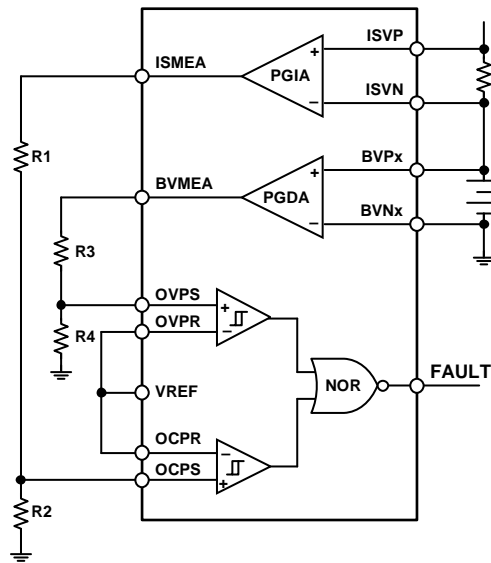 ISMEA
PGIA
+
−
ISVP
ISVN
R1
BVMEA
PGDA
+
−
BVPx
BVNx
R3
R4
OVPS
OVPR
+
−
VREF
NOR
FAULT
OCPR
OCPS
−
+
R2